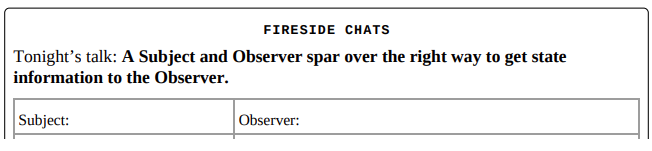 FIRESIDE CHATS
Tonight’s talk: A Subject and Observer spar over the right way to get state
information to the Observer.
Subject:
Observer: